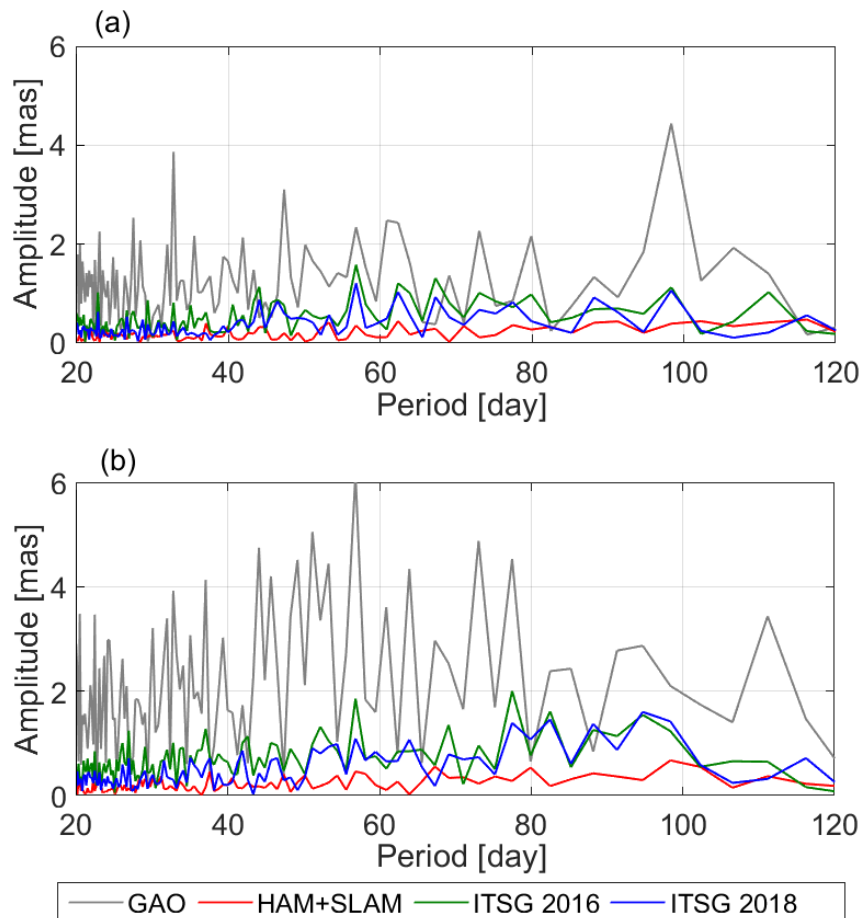 (a)
6
4
2
0
Amplitude [mas]
20 40 60 80 100 120
Period [day]
(b)
6
4
2
0
Amplitude [mas]
20 40 60 80 100 120
Period [day]
GAO HAM+SLAM ITSG 2016 ITSG 2018